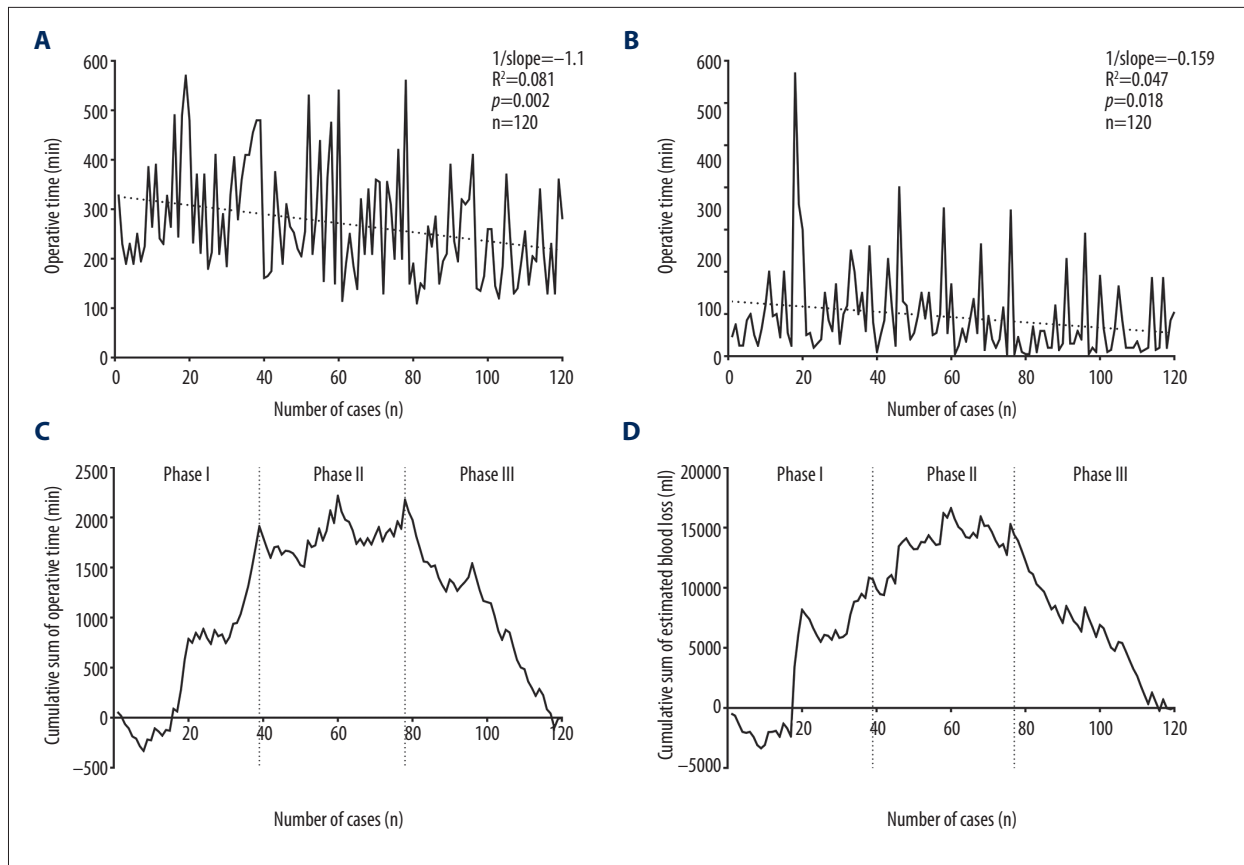 A
Operative time (min)
600
500
400
300
200
100
0
0 20 40 60 80 100 120
Number of cases (n)
1/slope=–1.1
R²=0.081
p=0.002
n=120
B
Operative time (min)
600
500
400
300
200
100
0
0 20 40 60 80 100 120
Number of cases (n)
1/slope=–0.159
R²=0.047
p=0.018
n=120
C
Cumulative sum of operative time (min)
2500
2000
1500
1000
500
0
–500
Phase I Phase II Phase III
20 40 60 80 100 120
Number of cases (n)
D
Cumulative sum of estimated blood loss (ml)
20000
15000
10000
5000
0
–5000
Phase I Phase II Phase III
20 40 60 80 100 120
Number of cases (n)